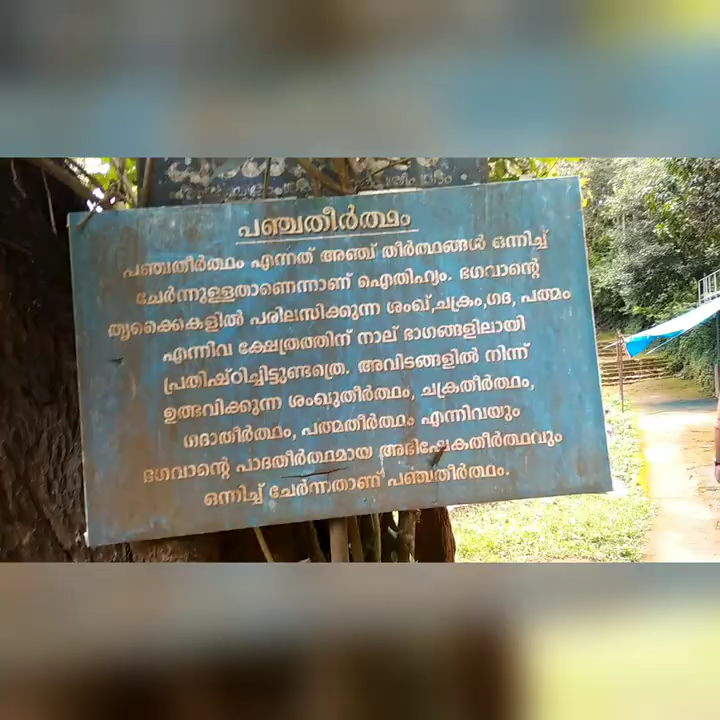 പഞ്ചതീർത്ഥം
പഞ്ചതീർത്ഥം എന്നത് അഞ്ച് തീർത്ഥങ്ങൾ ഒന്നിച്ച്
ചേർന്നുള്ളതാണെന്നാണ് ഐതിഹ്യം. ഭഗവാന്റെ
തൃക്കൈകളിൽ പരിലസിക്കുന്ന ശംഖ്,ചക്രം,ഗദ, പത്മം
എന്നിവ ക്ഷേത്രത്തിന് നാല് ഭാഗങ്ങളിലായി
പ്രതിഷ്ഠിച്ചിട്ടുണ്ടത്രെ. അവിടങ്ങളിൽ നിന്ന്
ഉത്ഭവിക്കുന്ന ശംഖുതീർത്ഥം, ചക്രതീർത്ഥം,
ഗദാതീർത്ഥം, പത്മതീർത്ഥം എന്നിവയും
ഭഗവാന്റെ പാദതീർത്ഥമായ അഭിഷേകതീർത്ഥവും
ഒന്നിച്ച് ചേർന്നതാണ് പഞ്ചതീർത്ഥം.